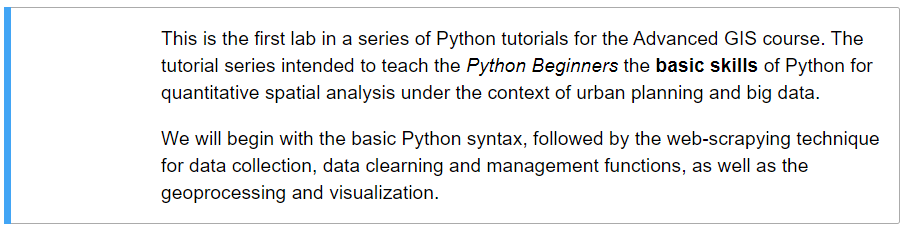 This is the first lab in a series of Python tutorials for the Advanced GIS course. The
tutorial series intended to teach the Python Beginners the basic skills of Python for
quantitative spatial analysis under the context of urban planning and big data.
We will begin with the basic Python syntax, followed by the web-scrapying technique
for data collection, data clearning and management functions, as well as the
geoprocessing and visualization.